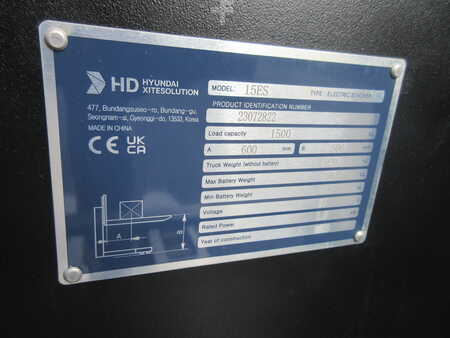 HD HYUNDAI
XITESOLUTION
477, Bundangsuseo-ro, Bundang-gu,
Seongnam-si, Gyeonggi-do, 13553, Korea
MADE IN CHINA
CE UK
CA
A
B
MODEL: 15ES TYPE: ELECTRIC STACKER
PRODUCT IDENTIFICATION NUMBER
23072822
Load capacity 1500
A 600 mm B
Truck Weight (without battery)
Max Battery Weight
Min Battery Weight
Voltage
Rated Power
Year of construction